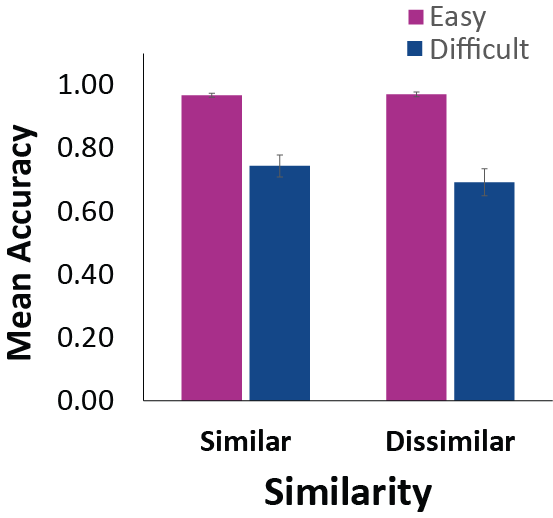 Easy
Difficult
Mean Accuracy
1.00
0.80
0.60
0.40
0.20
0.00
Similar
Dissimilar
Similarity